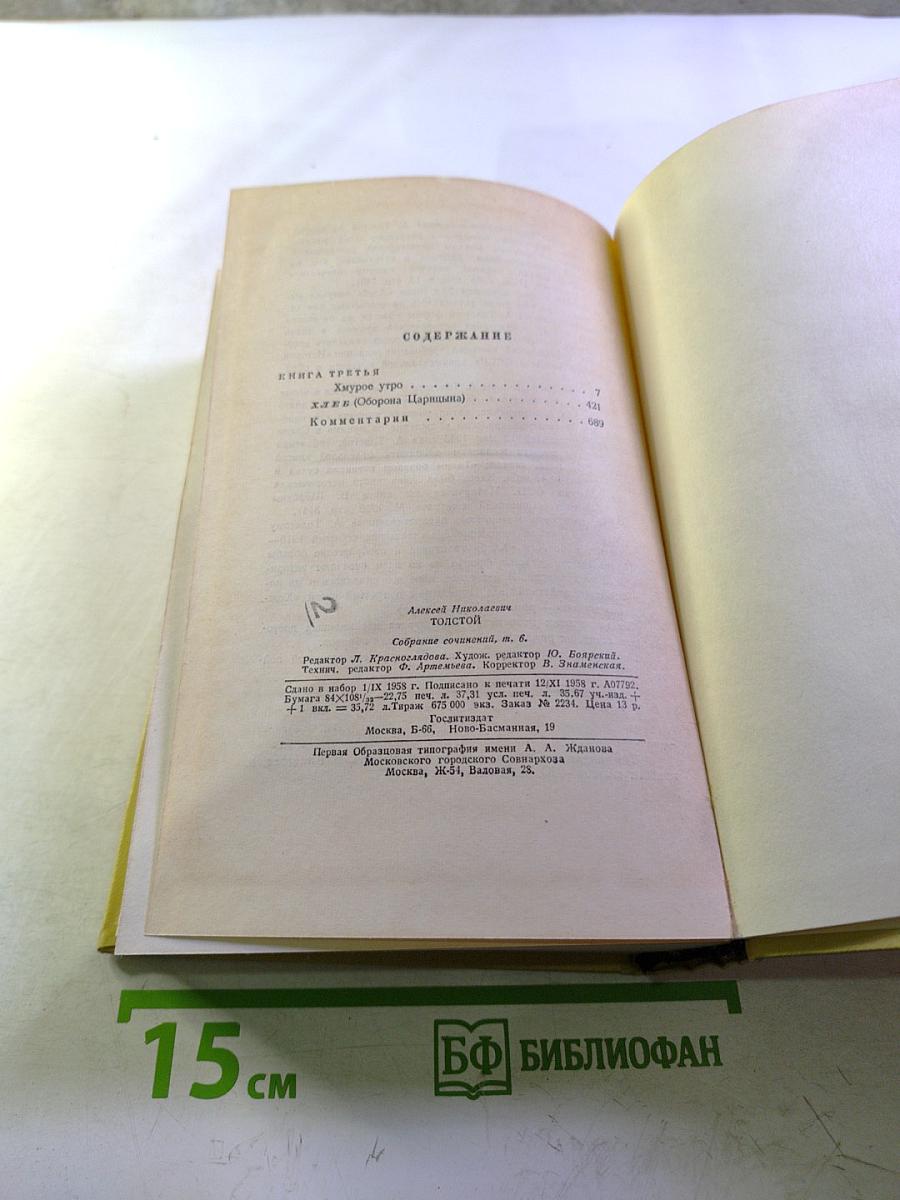 СОДЕРЖАНИЕ
КНИГА ТРЕТЬЯ
Хмурое утро . . . . . . . . . . . . . . . . 7
ХЛЕБ (Оборона Царицына) . . . . . . . . . . 421
Комментарии . . . . . . . . . . . . . . 689
2
Алексей Николаевич
ТОЛСТОЙ
Собрание сочинений, т. 6.
Редактор Л. Красноглядова. Худож. редактор Ю. Боярский.
Технич. редактор Ф. Артемьева. Корректор В. Знаменская.
Сдано в набор 1/IX 1958 г. Подписано к печати 12/XI 1958 г. А07792.
Бумага 84×108¹/₃₂—22,75 печ. л. 37,31 усл. печ. л. 35,67 уч.-изд. +
+1 вкл. = 35,72 л.Тираж 675 000 экз. Заказ № 2234. Цена 13 р.
Гослитиздат
Москва, Б-66, Ново-Басманная, 19
Первая Образцовая типография имени А. А. Жданова
Московского городского Совнархоза
Москва, Ж-54, Валовая, 28.
15 см
БФ БИБЛИОФАН